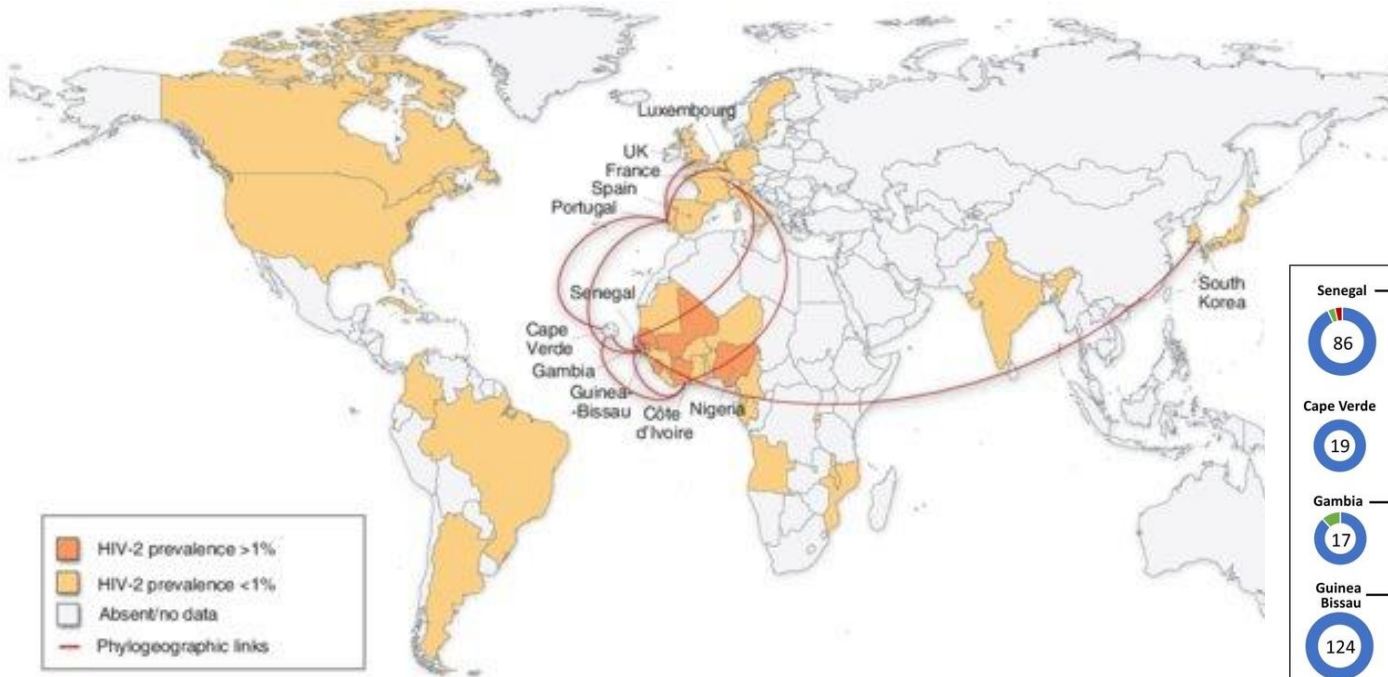 Luxembourg
UK
France
Spain
Portugal
Senegal
Cape
Verde
Gambia
Guinea-
-Bissau
Côte
d'Ivoire
Nigeria
South
Korea
HIV-2 prevalence >1%
HIV-2 prevalence <1%
Absent/no data
Phylogeographic links
Senegal
86
Cape Verde
19
Gambia
17
Guinea
Bissau
124